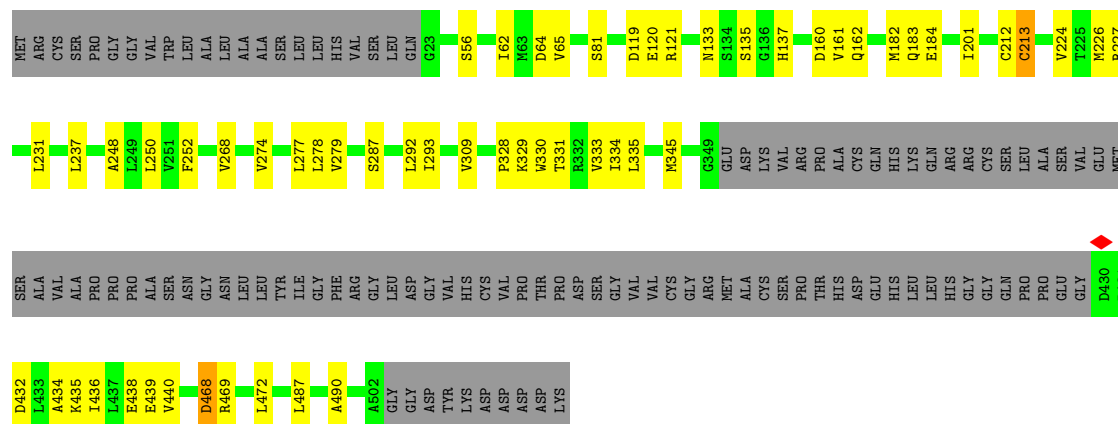 MET ARG CYS SER PRO GLY GLY VAL TRP LEU ALA LEU ALA ALA SER LEU LEU HIS VAL SER LEU GLN G23 S56 I62 M63 D64 V65 S81 D119 E120 R121 N133 S134 S135 G136 H137 D160 V161 Q162 M182 Q183 E184 I201 C212 C213 V224 T225 M226 R227
L231 L237 A248 L249 L250 V251 F252 V268 V274 L277 L278 V279 S287 L292 I293 V309 P328 K329 W330 T331 R332 V333 I334 L335 M345 G349 GLU ASP LYS VAL ARG PRO ALA CYS GLN HIS LYS GLN ARG ARG CYS SER LEU ALA SER VAL GLU MET
SER ALA VAL ALA PRO PRO PRO ALA SER ASN GLY ASN LEU LEU TYR ILE GLY PHE ARG GLY LEU ASP GLY VAL HIS CYS VAL PRO THR PRO ASP SER GLY VAL VAL CYS GLY ARG MET ALA CYS SER PRO THR HIS ASP GLU HIS LEU LEU HIS GLY GLY GLN PRO PRO GLU GLY D430
D432 L433 A434 K435 I436 L437 E438 E439 V440 D468 R469 L472 L487 A490 A502 GLY GLY ASP TYR LYS ASP ASP ASP ASP LYS